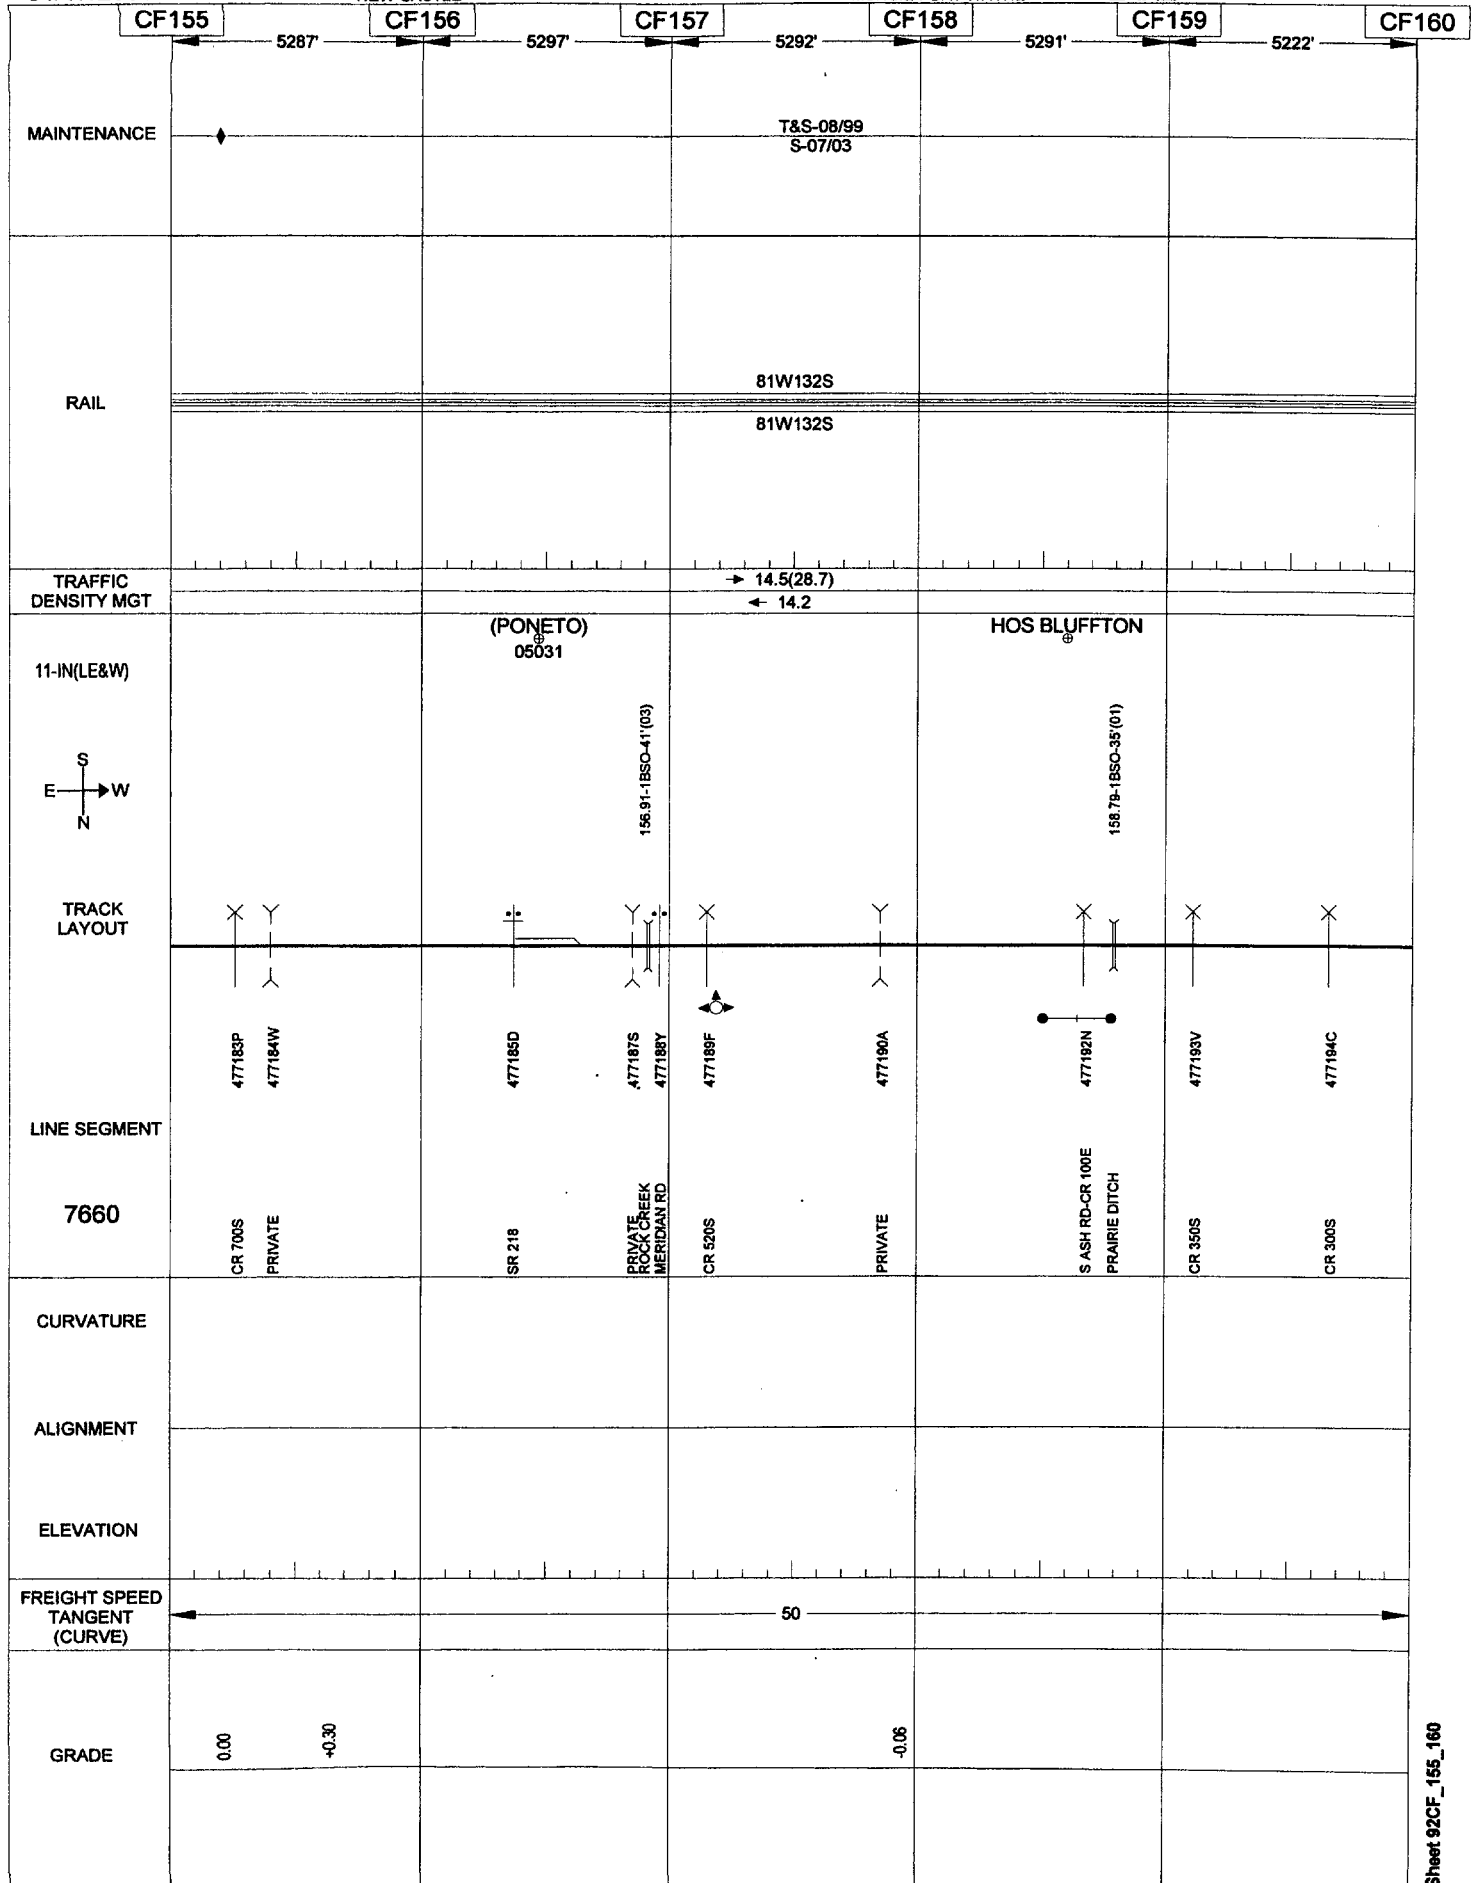 CF155 CF156 CF157 CF158 CF159 CF160
5287' 5297' 5292' 5291' 5222'
MAINTENANCE
T&S-08/99
S-07/03
RAIL
81W132S
81W132S
TRAFFIC
DENSITY MGT
14.5(28.7)
14.2
(PONETO)
05031
HOS BLUFFTON
11-IN(LE&W)
S
E W
N
156.91-1BSO-41'(03)
158.79-1BSO-35'(01)
TRACK
LAYOUT
477183P
477184W
477185D
477187S
477188Y
477189F
477190A
477192N
477193V
477194C
LINE SEGMENT
7660
CR 700S
PRIVATE
SR 218
PRIVATE
ROCK CREEK
MERIDIAN RD
CR 520S
PRIVATE
S ASH RD-CR 100E
PRAIRIE DITCH
CR 350S
CR 300S
CURVATURE
ALIGNMENT
ELEVATION
FREIGHT SPEED
TANGENT
(CURVE)
50
GRADE
0.00
+0.30
-0.06
Sheet 92CF_155_160